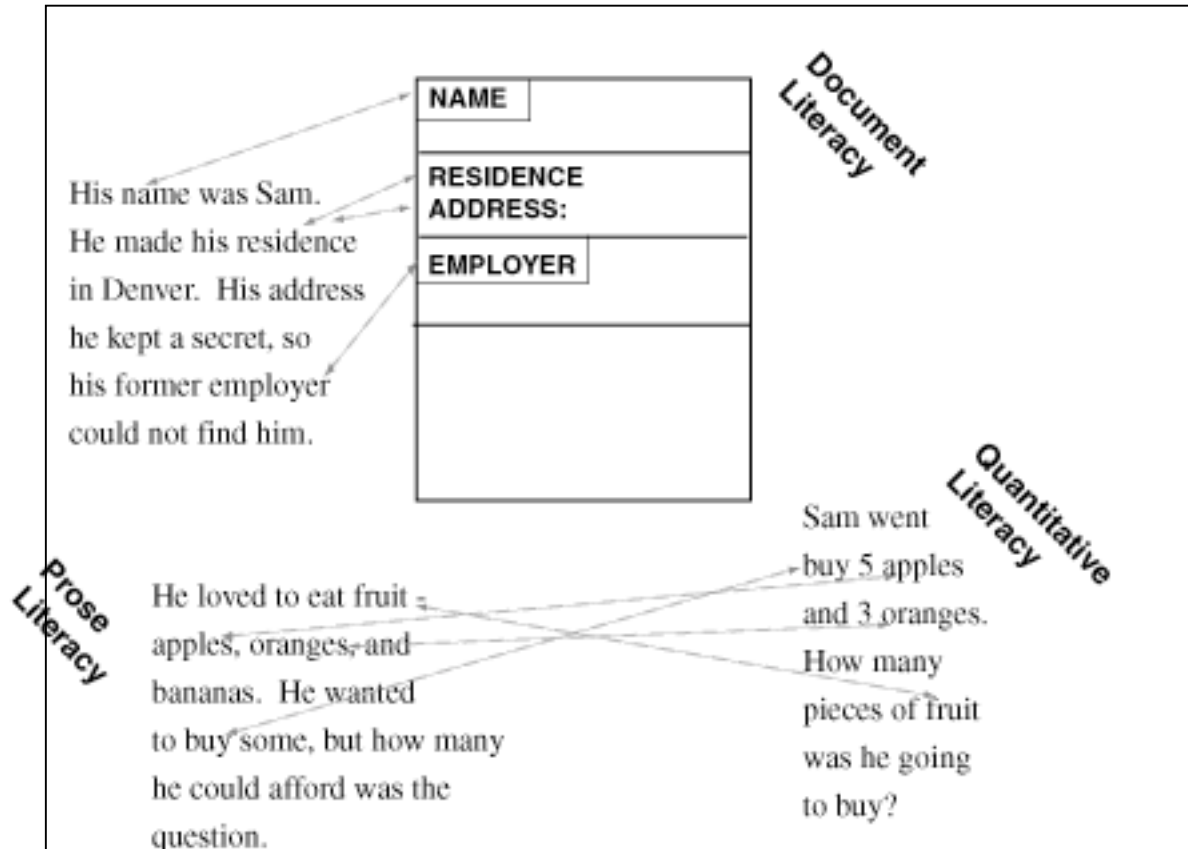 Document
Literacy
NAME
RESIDENCE
ADDRESS:
EMPLOYER
His name was Sam.
He made his residence
in Denver. His address
he kept a secret, so
his former employer
could not find him.
Quantitative
Literacy
Sam went
buy 5 apples
and 3 oranges.
How many
pieces of fruit
was he going
to buy?
Prose
Literacy
He loved to eat fruit -
apples, oranges, and
bananas. He wanted
to buy some, but how many
he could afford was the
question.